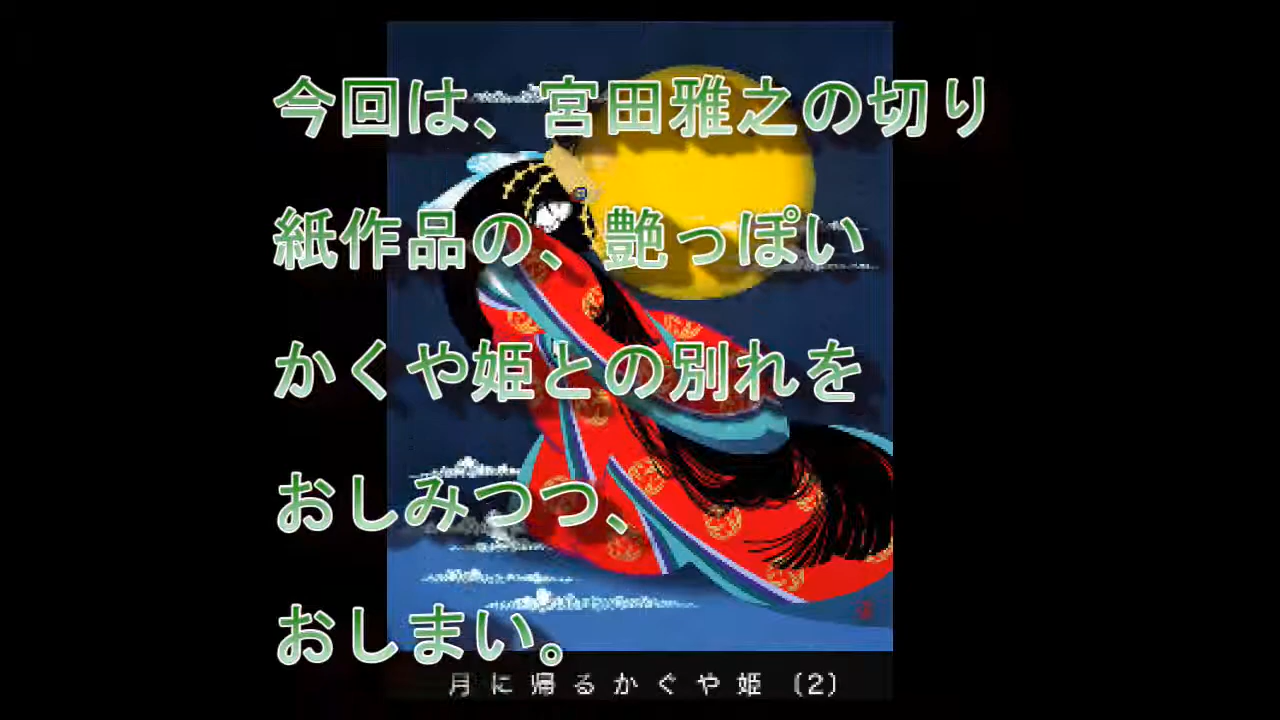 今回は、宮田雅之の切り
紙作品の、艶っぽい
かくや姫との別れを
おしみつつ、
おしまい。
月に帰るかぐや姫 (2)